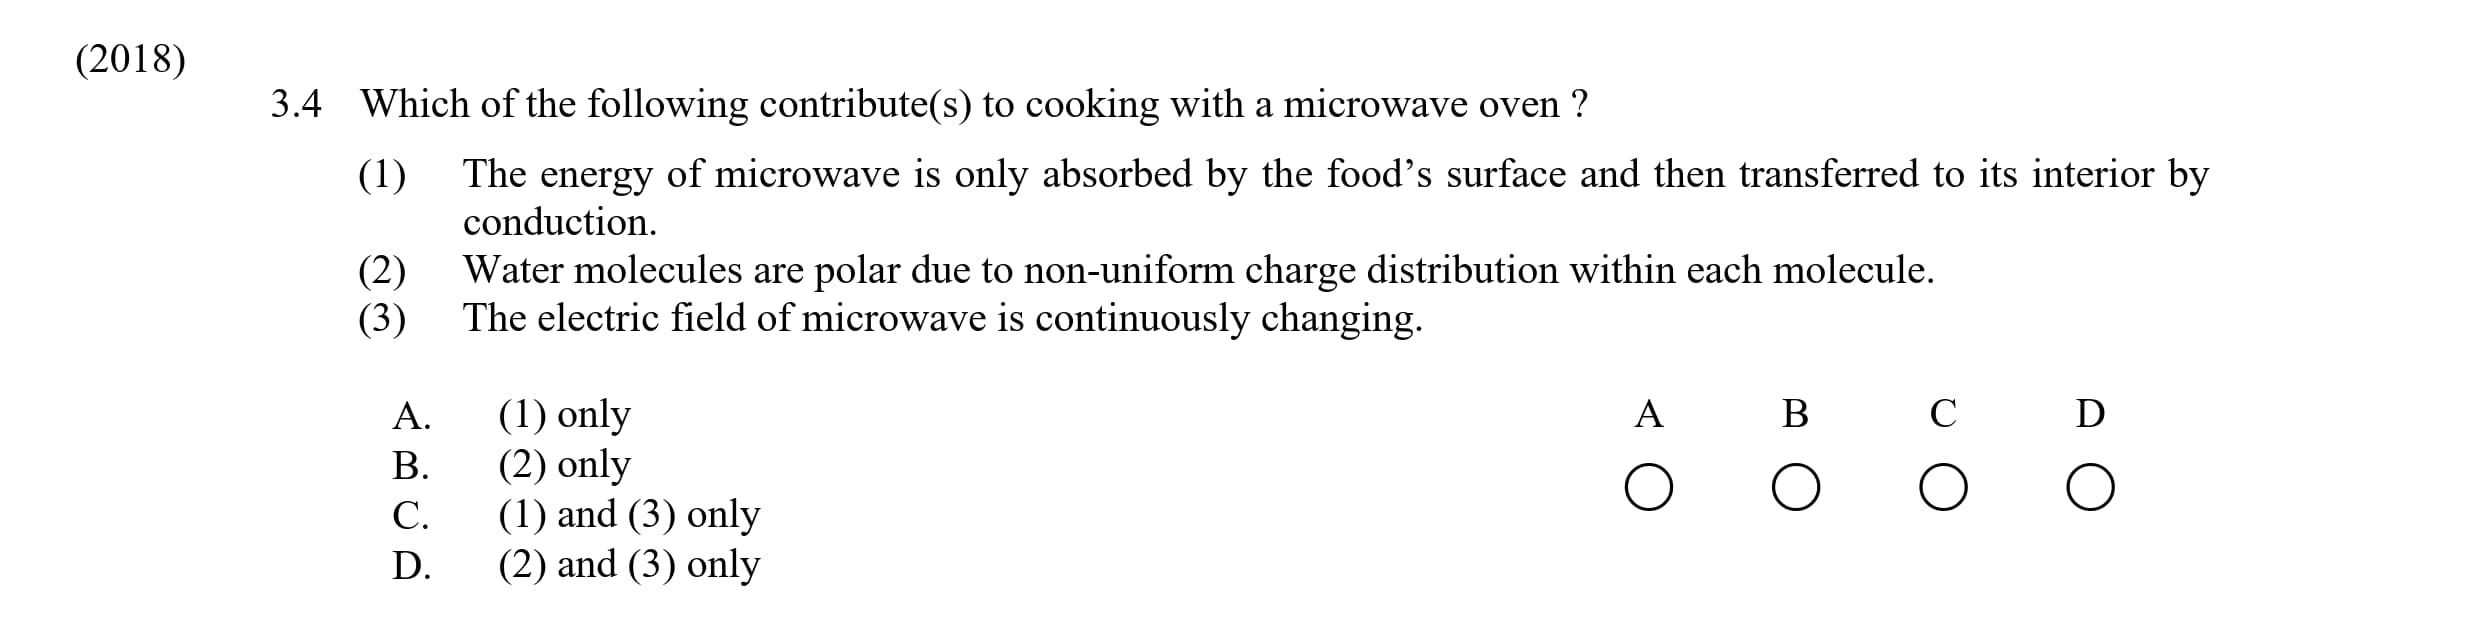 (2018)
3.4 Which of the following contribute(s) to cooking with a microwave oven ?
(1) The energy of microwave is only absorbed by the food’s surface and then transferred to its interior by
conduction.
(2) Water molecules are polar due to non-uniform charge distribution within each molecule.
(3) The electric field of microwave is continuously changing.
A. (1) only
B. (2) only
C. (1) and (3) only
D. (2) and (3) only
A B C D